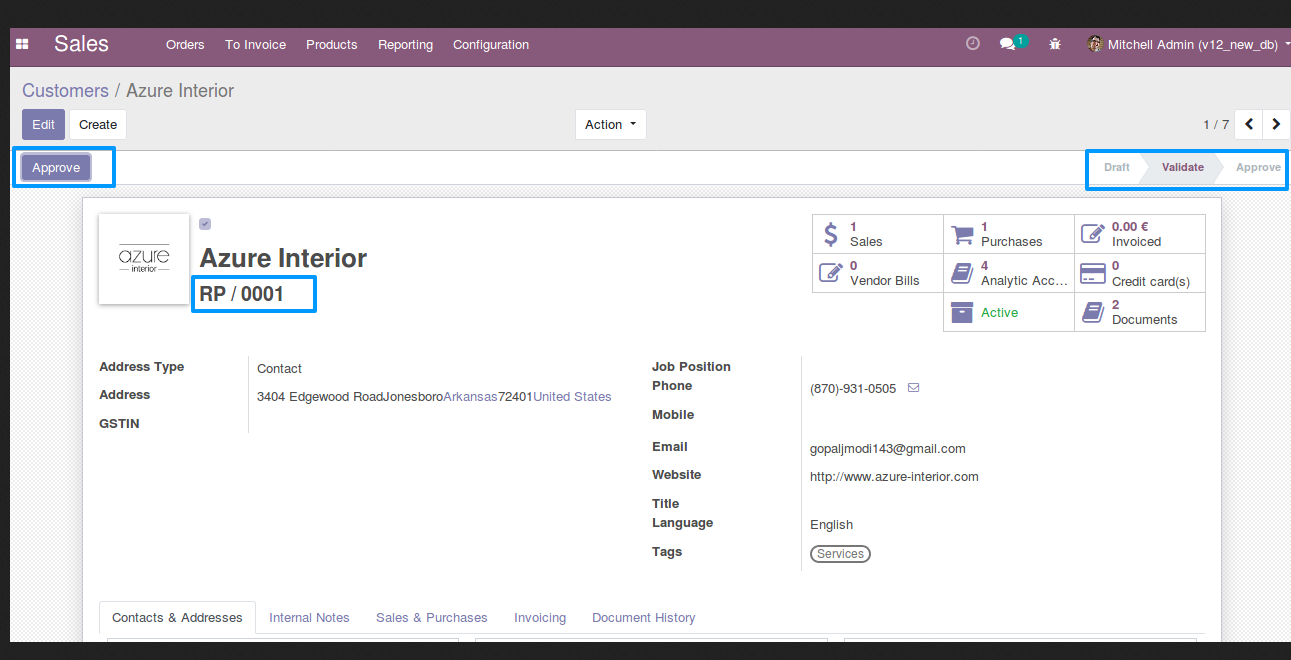 Sales Orders To Invoice Products Reporting Configuration 1 Mitchell Admin (v12_new_db)
Customers / Azure Interior
Edit Create Action 1 / 7
Approve Draft Validate Approve
azure
interior
Azure Interior
RP / 0001
1
Sales
1
Purchases
0.00 €
Invoiced
0
Vendor Bills
4
Analytic Acc...
0
Credit card(s)
Active
2
Documents
Address Type Contact
Address 3404 Edgewood RoadJonesboroArkansas72401United States
GSTIN
Job Position
Phone (870)-931-0505
Mobile
Email gopaljmodi143@gmail.com
Website http://www.azure-interior.com
Title
Language English
Tags Services
Contacts & Addresses Internal Notes Sales & Purchases Invoicing Document History